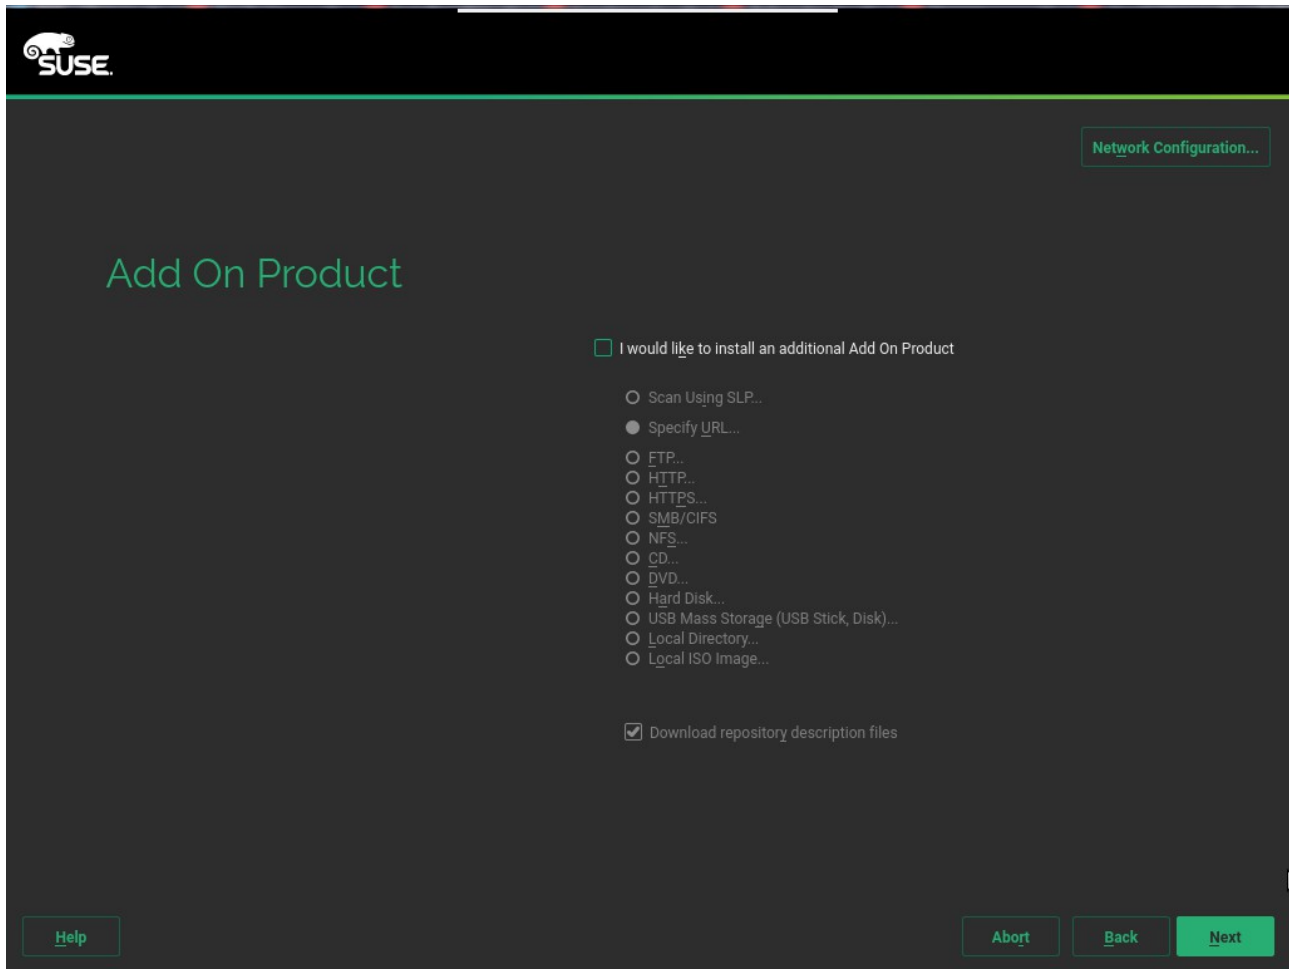 SUSE.
Network Configuration...
Add On Product
I would like to install an additional Add On Product
Scan Using SLP...
Specify URL...
FTP...
HTTP...
HTTPS...
SMB/CIFS
NFS...
CD...
DVD...
Hard Disk...
USB Mass Storage (USB Stick, Disk)...
Local Directory...
Local ISO Image...
Download repository description files
Help
Abort
Back
Next